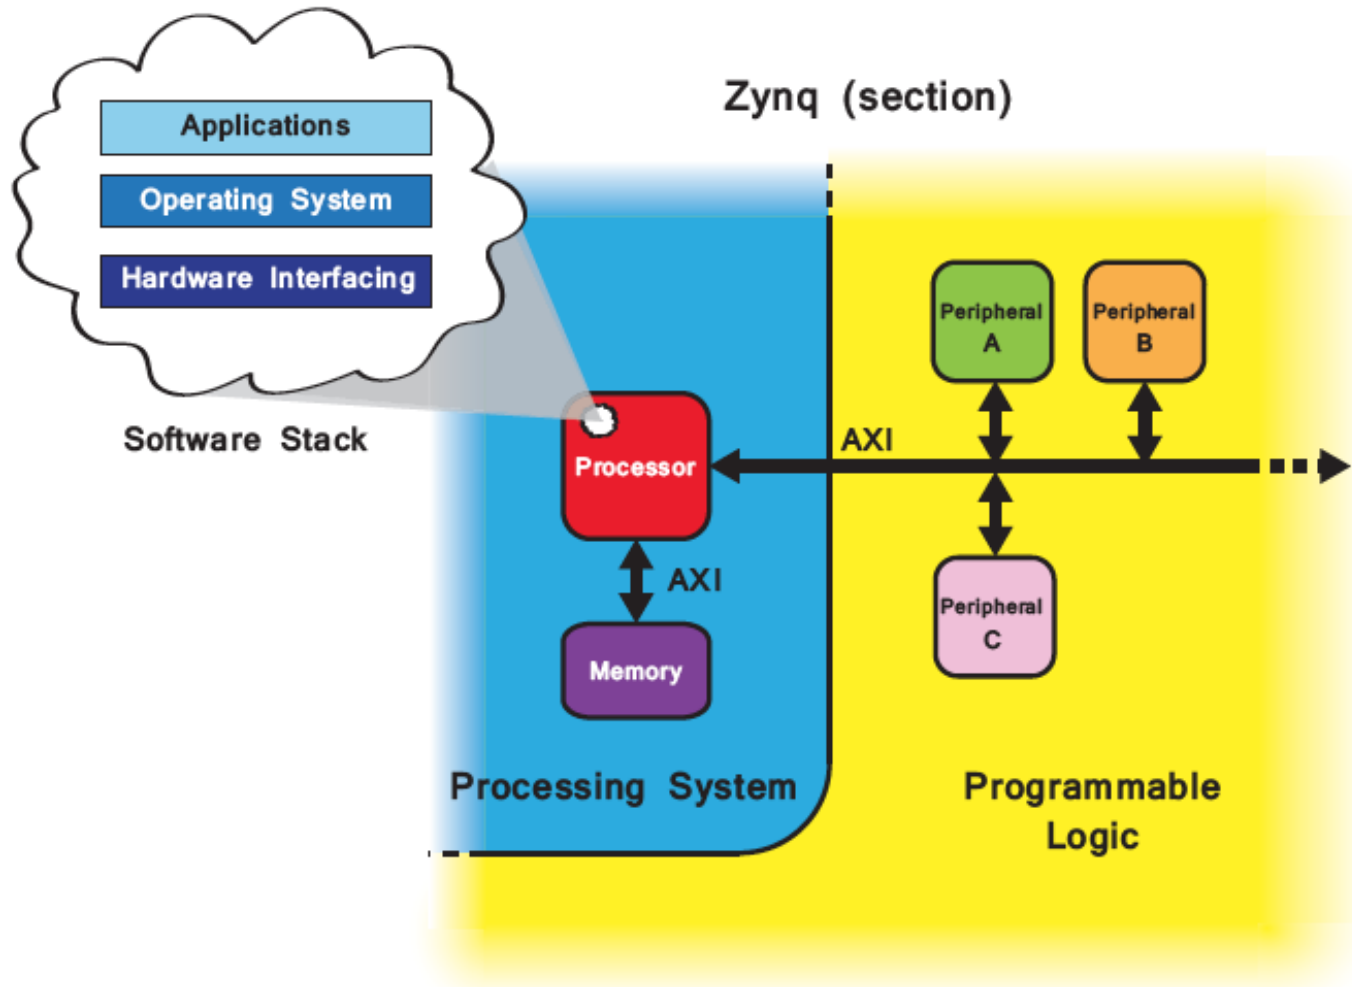 Zynq (section)
Applications
Operating System
Hardware Interfacing
Software Stack
Processor
AXI
Memory
Processing System
AXI
Peripheral
A
Peripheral
B
Peripheral
C
Programmable
Logic